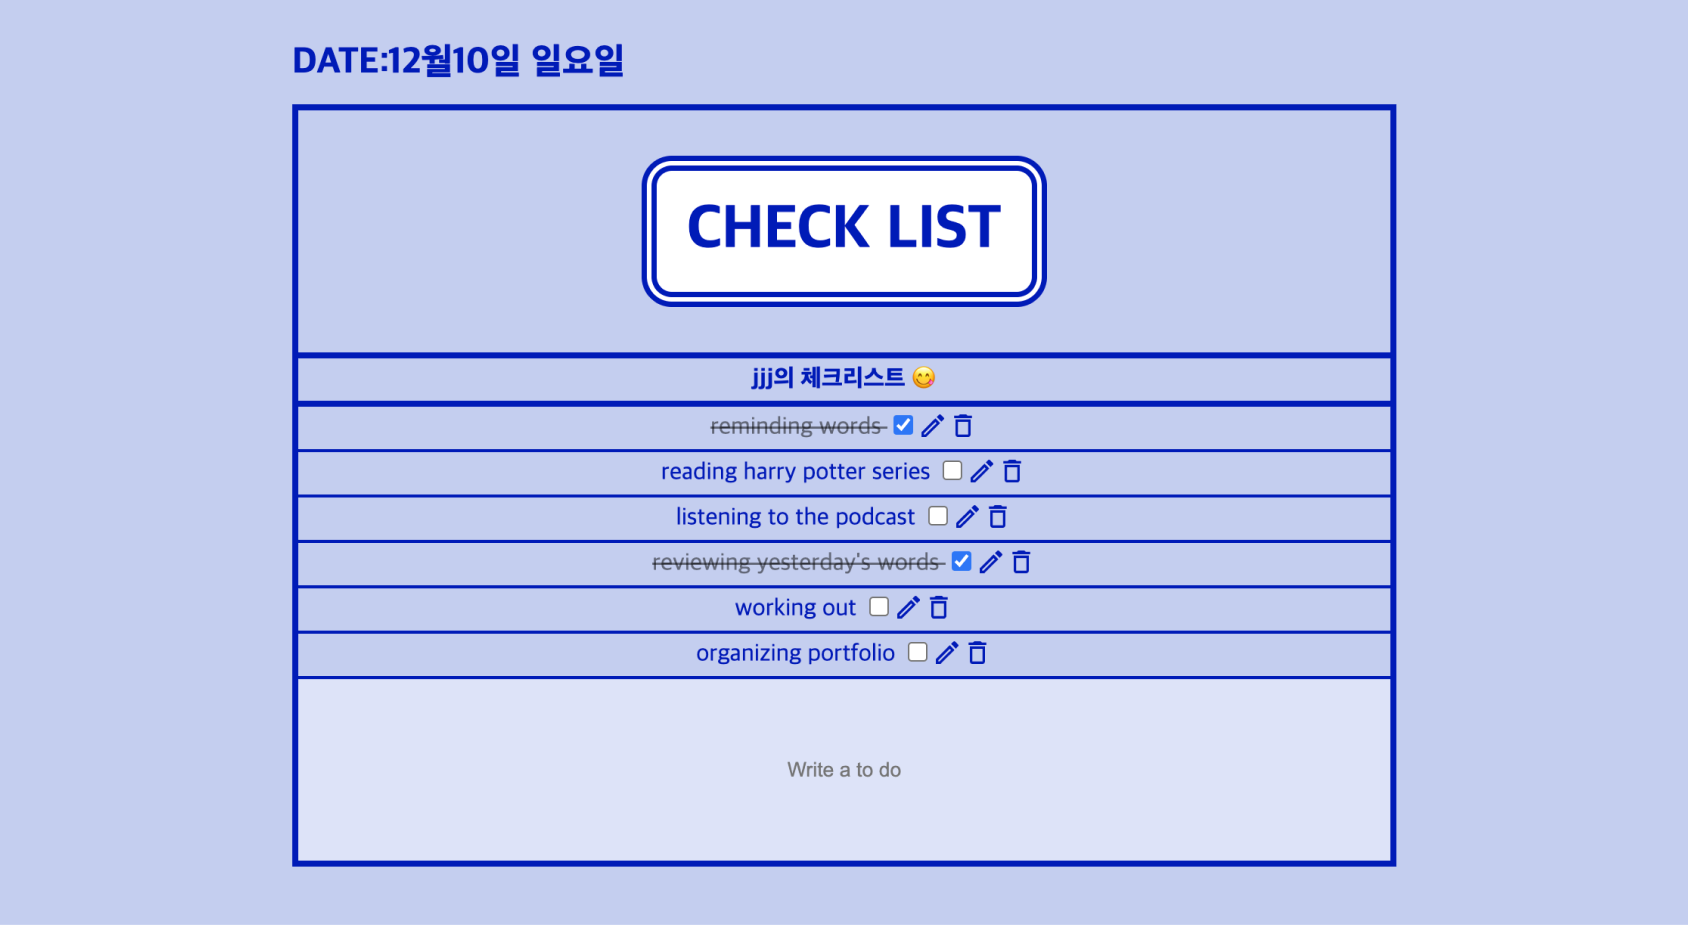 DATE:12월10일 일요일
CHECK LIST
jjj의 체크리스트 😋
reminding words
reading harry potter series
listening to the podcast
reviewing yesterday's words
working out
organizing portfolio
Write a to do